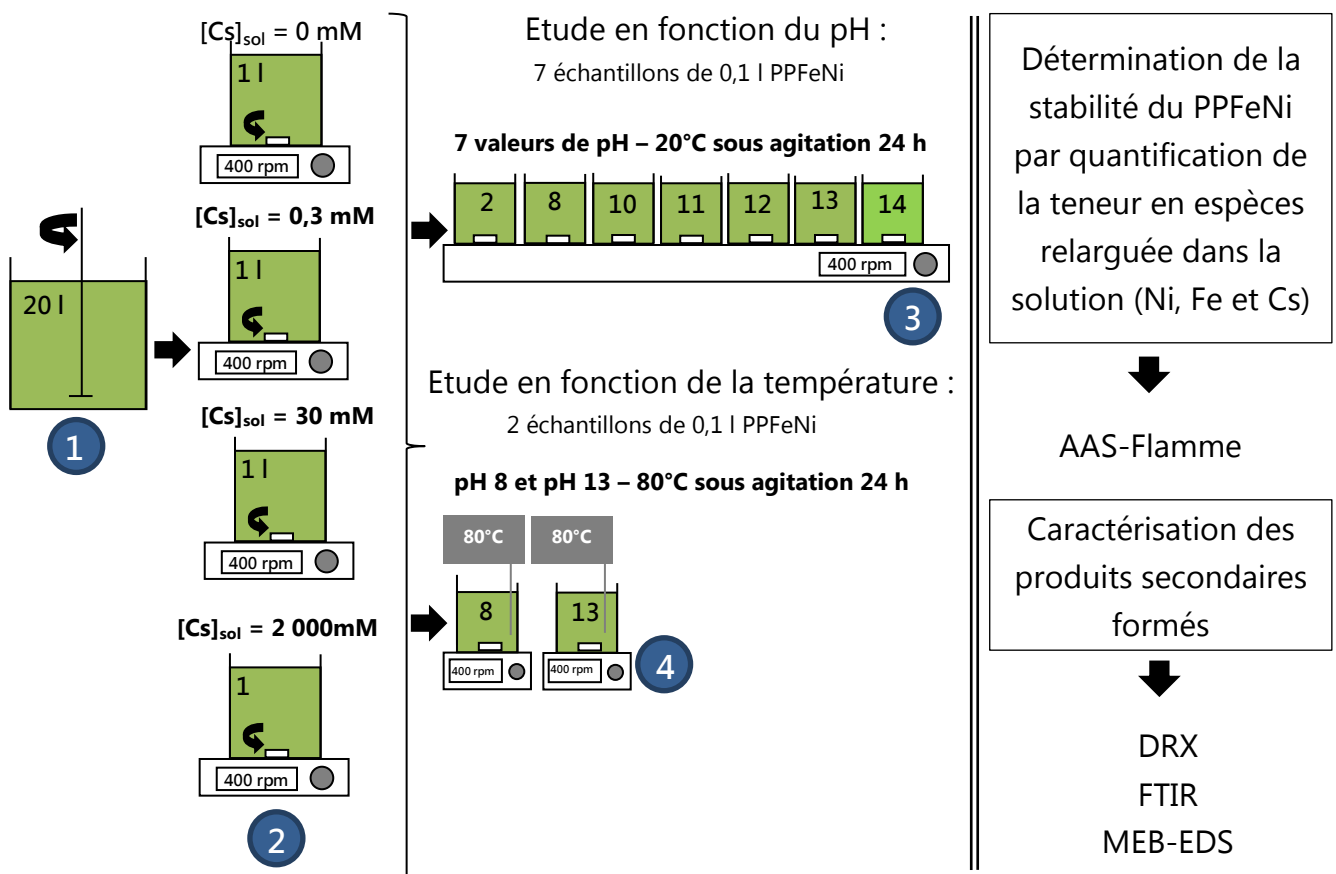 20 l
1
[Cs]sol = 0 mM
1 l
400 rpm
[Cs]sol = 0,3 mM
1 l
400 rpm
[Cs]sol = 30 mM
1 l
400 rpm
[Cs]sol = 2 000mM
1
400 rpm
2
Etude en fonction du pH :
7 échantillons de 0,1 l PPFeNi
7 valeurs de pH – 20°C sous agitation 24 h
2 8 10 11 12 13 14
400 rpm
3
Etude en fonction de la température :
2 échantillons de 0,1 l PPFeNi
pH 8 et pH 13 – 80°C sous agitation 24 h
80°C 80°C
8 13
400 rpm 400 rpm
4
Détermination de la
stabilité du PPFeNi
par quantification de
la teneur en espèces
relarguée dans la
solution (Ni, Fe et Cs)
AAS-Flamme
Caractérisation des
produits secondaires
formés
DRX
FTIR
MEB-EDS